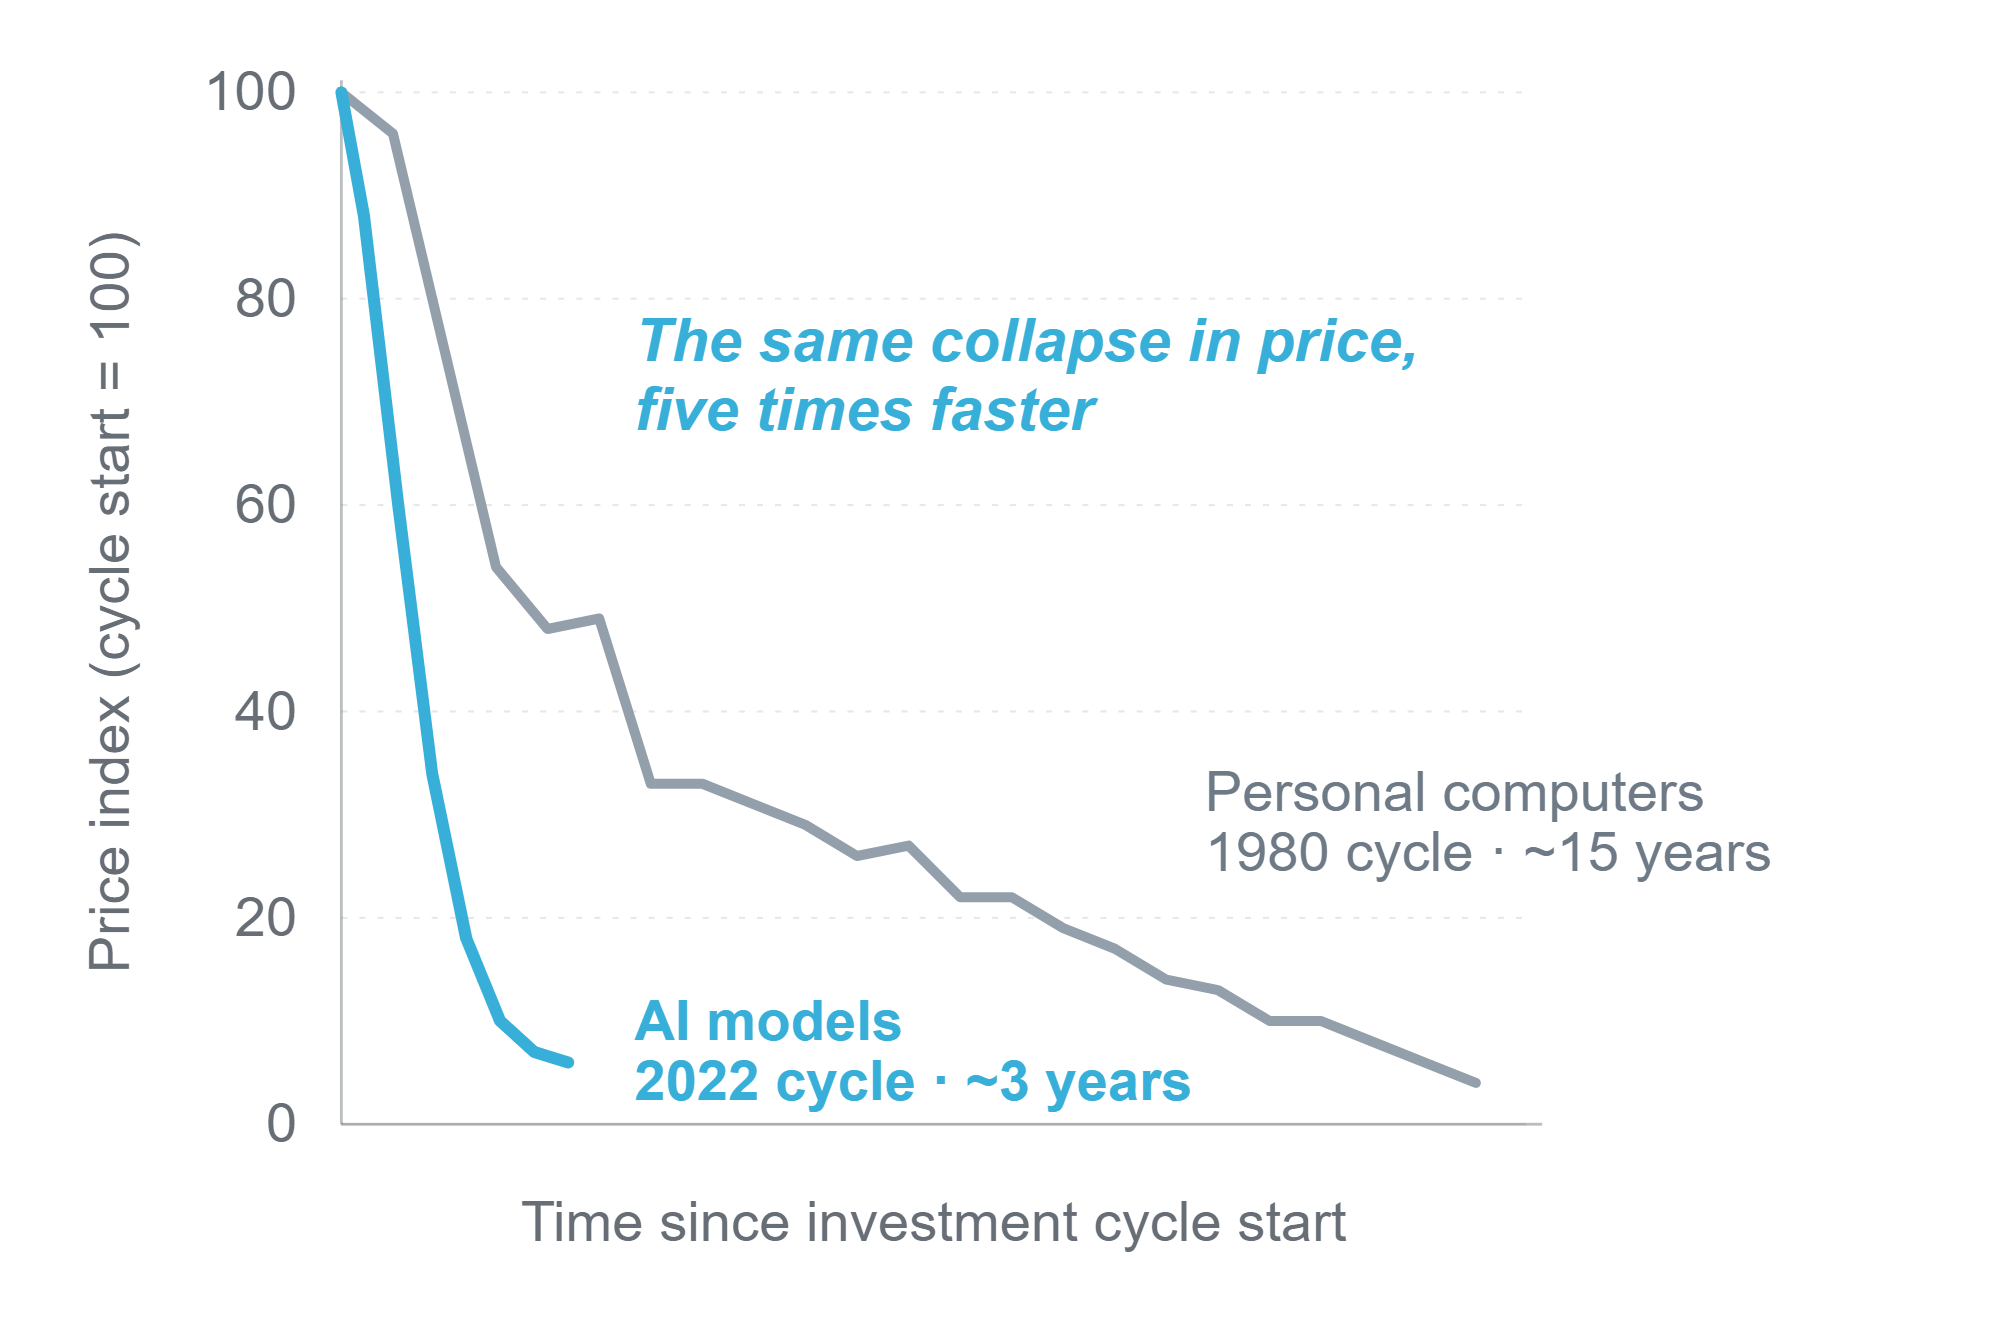 100
80
60
40
20
0
Price index (cycle start = 100)
The same collapse in price,
five times faster
Personal computers
1980 cycle · ~15 years
AI models
2022 cycle · ~3 years
Time since investment cycle start